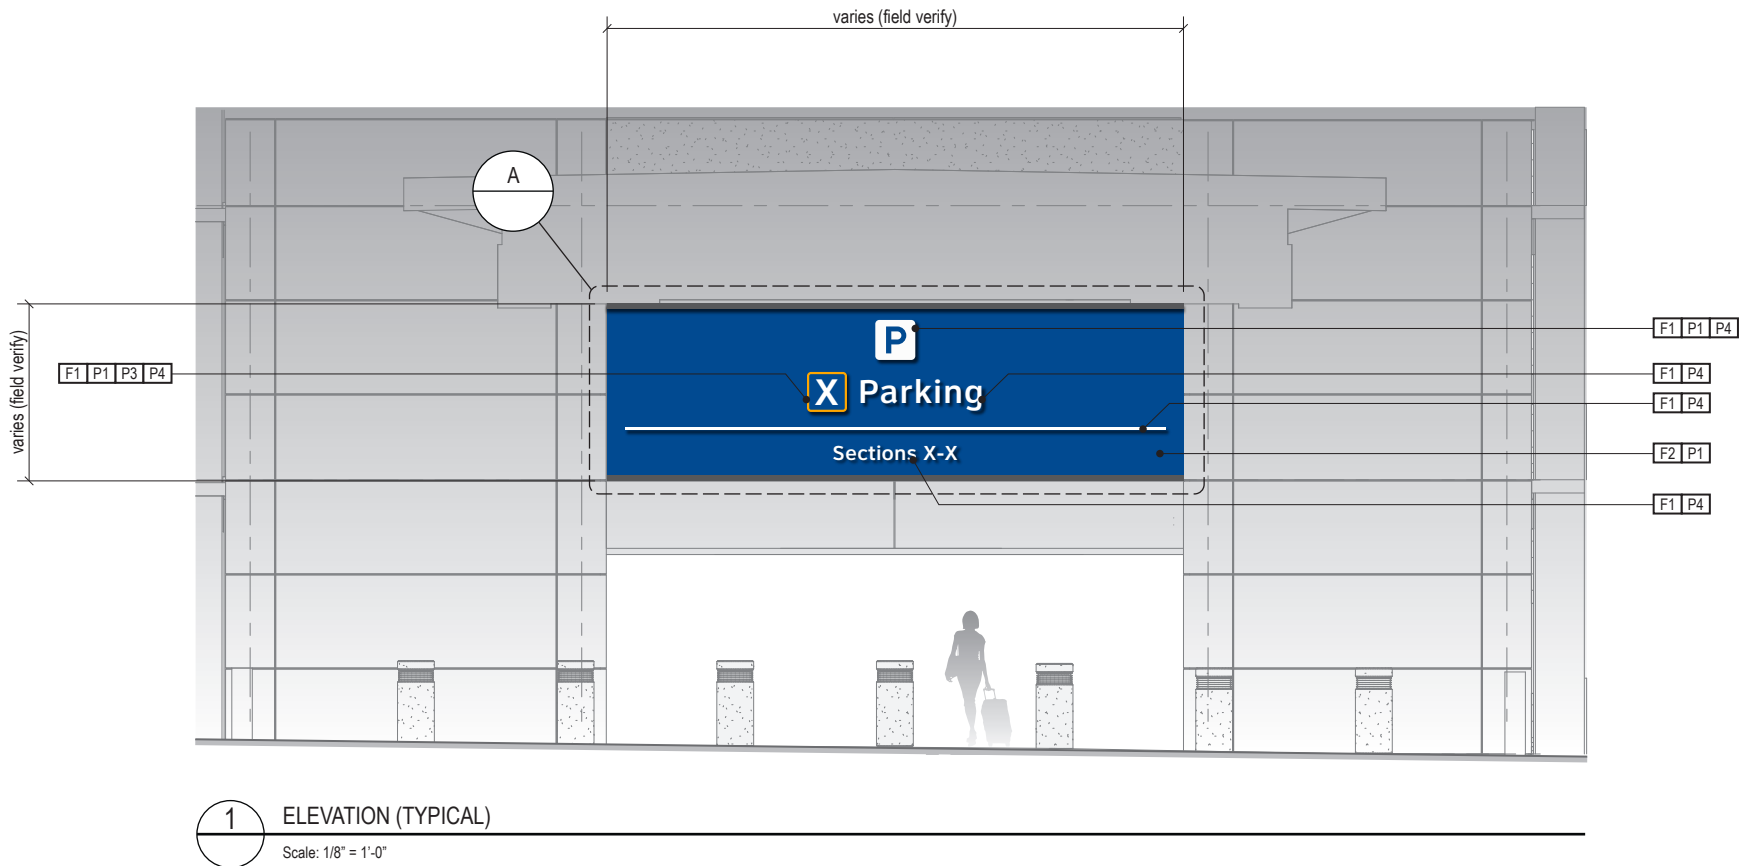 varies (field verify)
A
varies (field verify)
P
F1 P1 P4
F1 P1 P3 P4
X Parking
F1 P4
F1 P4
Sections X-X
F2 P1
F1 P4
1 ELEVATION (TYPICAL)
Scale: 1/8" = 1'-0"